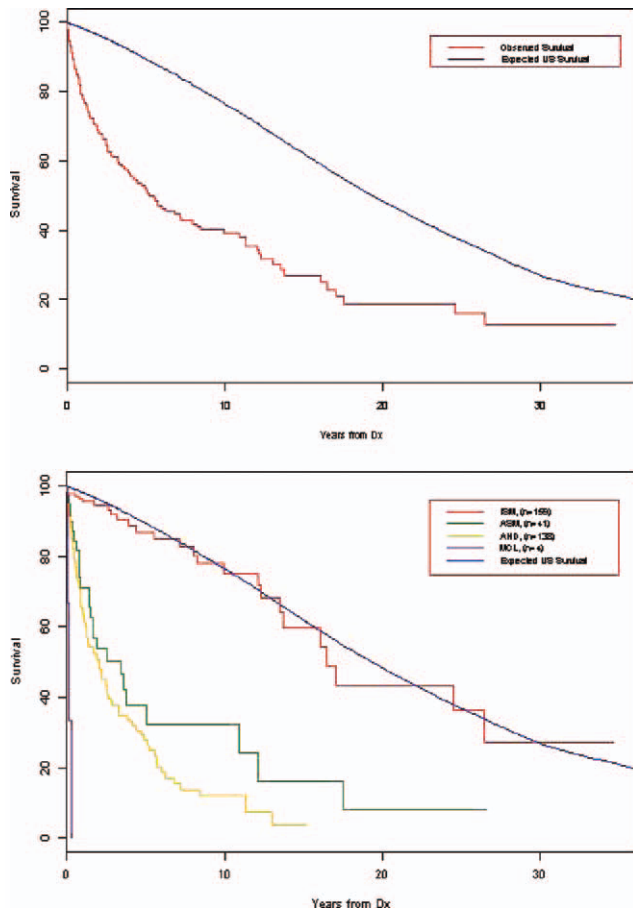 100
80
60
40
20
0
Survival
Observed Survival
Expected US Survival
0
10
20
30
Years from Dx
100
80
60
40
20
0
Survival
ISM, (n=159)
ASM, (n=41)
AHD, (n=138)
MCL, (n=4)
Expected US Survival
0
10
20
30
Years from Dx